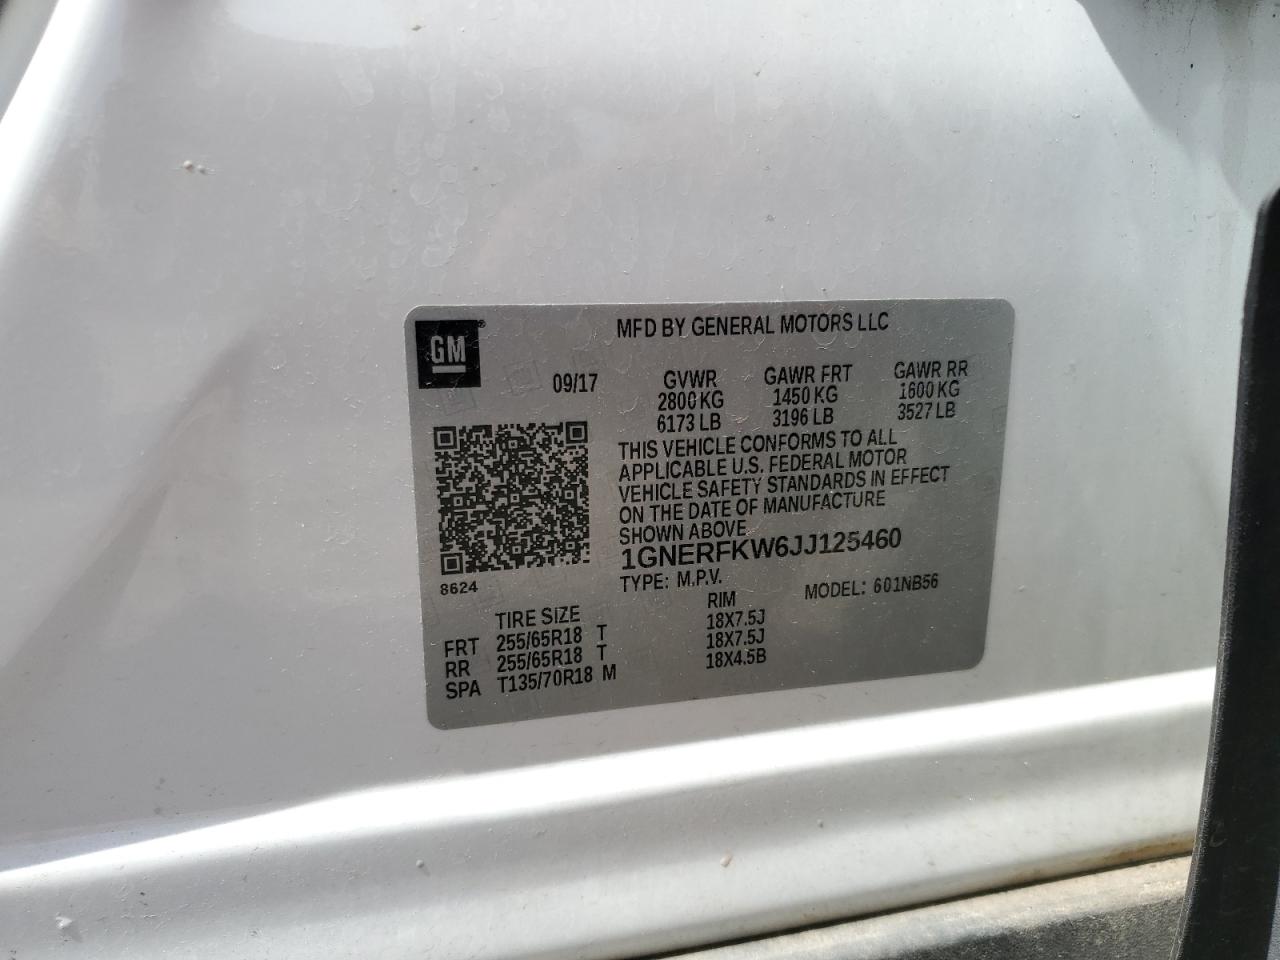 MFD BY GENERAL MOTORS LLC
GM®
09/17
GVWR GAWR FRT GAWR RR
2800 KG 1450 KG 1600 KG
6173 LB 3196 LB 3527 LB
THIS VEHICLE CONFORMS TO ALL
APPLICABLE U.S. FEDERAL MOTOR
VEHICLE SAFETY STANDARDS IN EFFECT
ON THE DATE OF MANUFACTURE
SHOWN ABOVE
1GNERFKW6JJ125460
8624
TYPE: M.P.V. MODEL: 601NB56
TIRE SIZE RIM
FRT 255/65R18 T 18X7.5J
RR 255/65R18 T 18X7.5J
SPA T135/70R18 M 18X4.5B